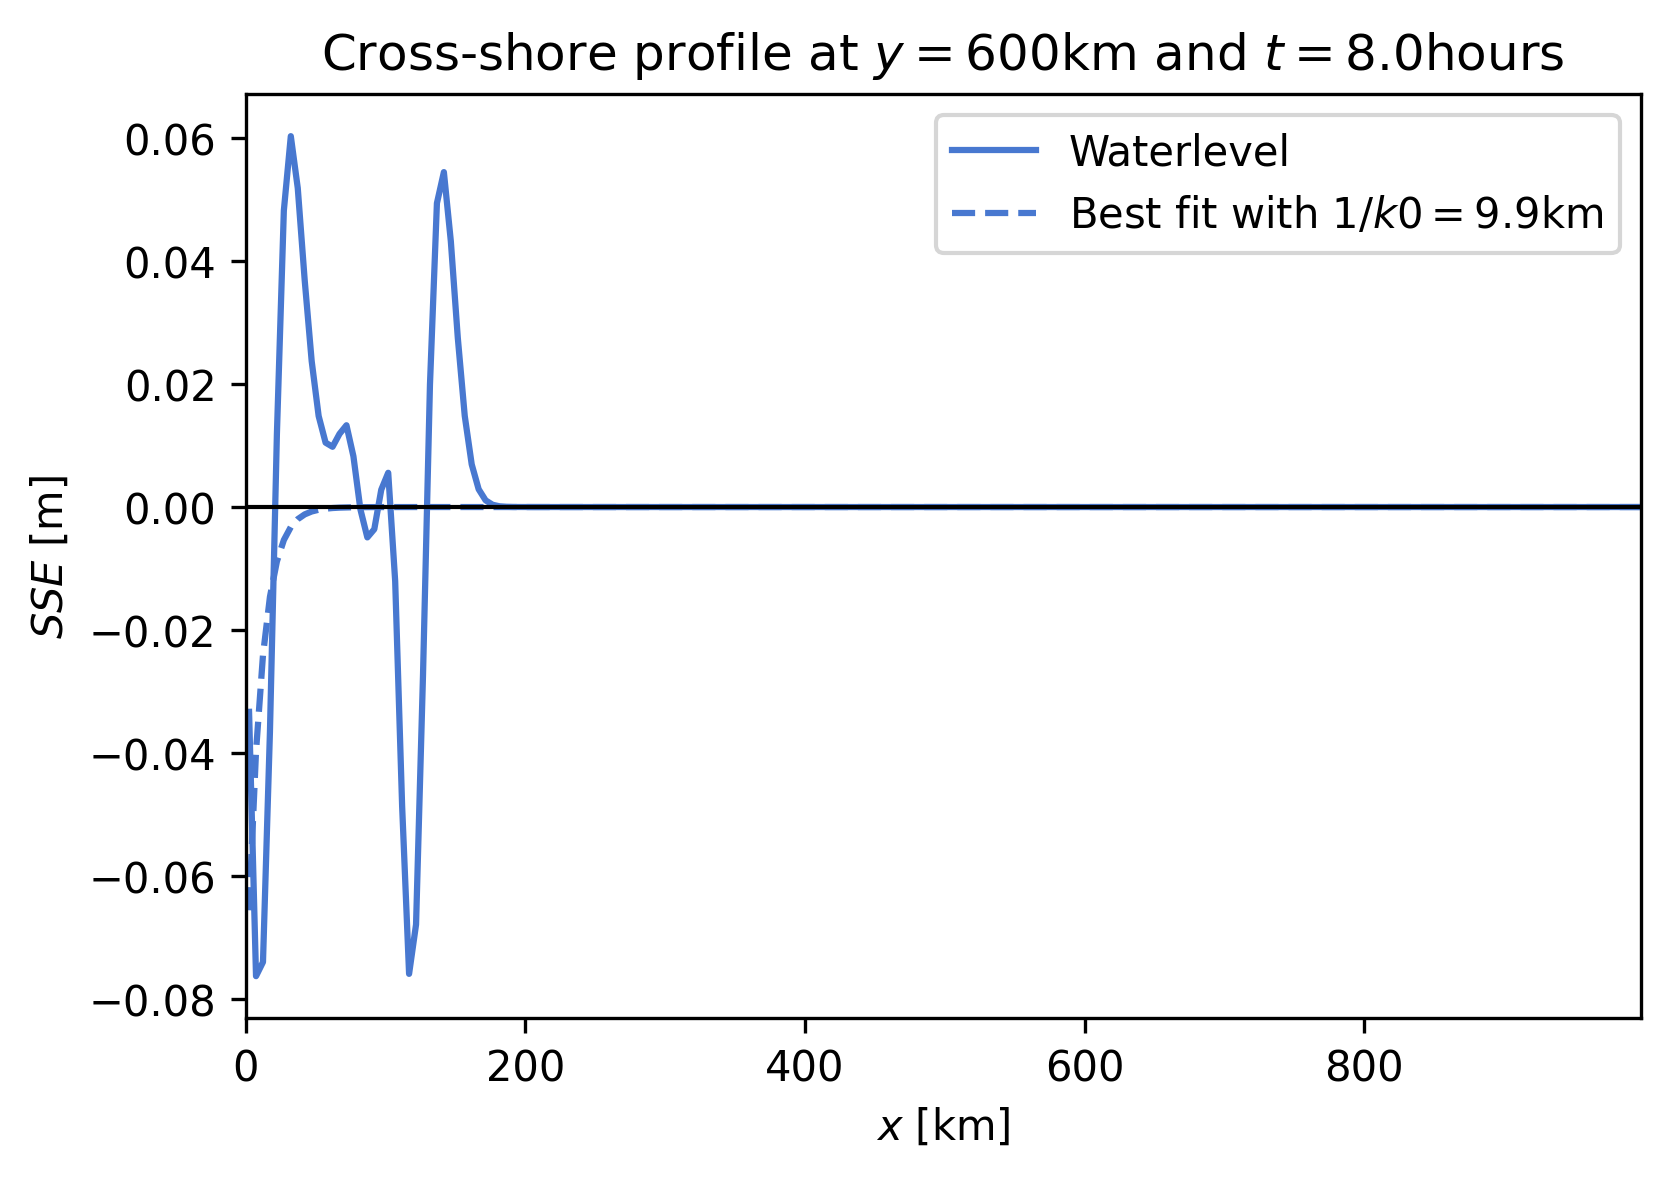 Cross-shore profile at y = 600km and t = 8.0hours
Waterlevel
Best fit with 1/k0 = 9.9km
0.06
0.04
0.02
0.00
−0.02
−0.04
−0.06
−0.08
SSE [m]
0 200 400 600 800
x [km]